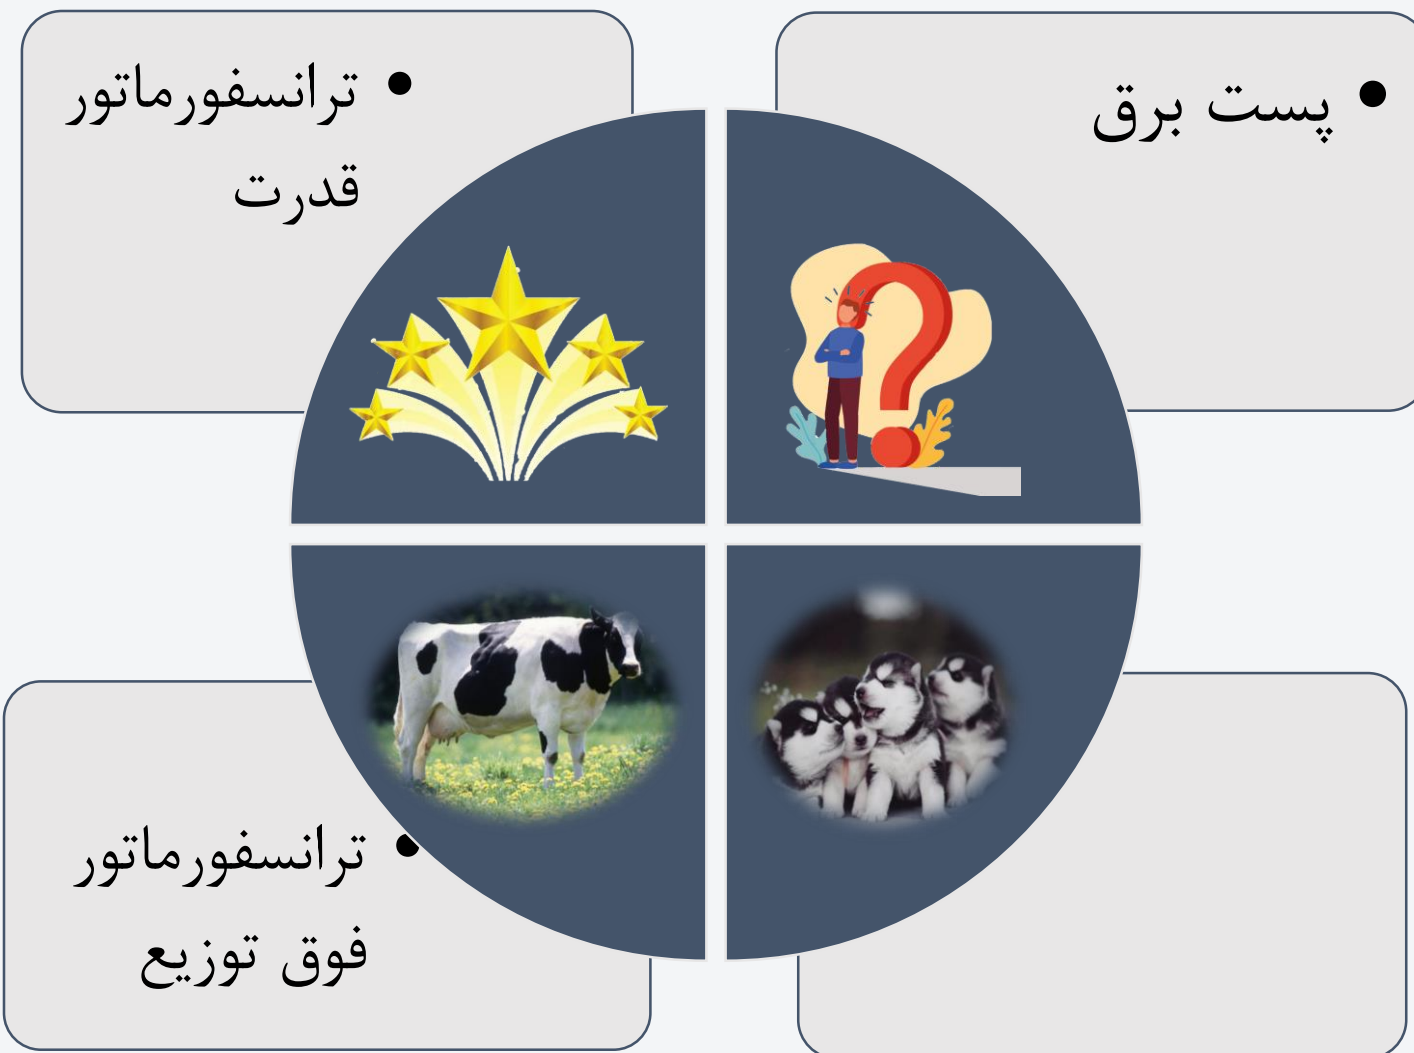 • پست برق
• ترانسفورماتور
قدرت
• ترانسفورماتور
فوق توزیع